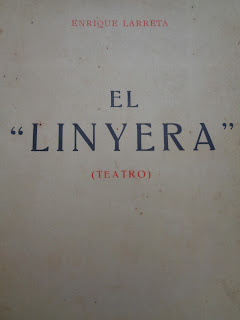 ENRIQUE LARRETA
EL
“LINYERA”
(TEATRO)